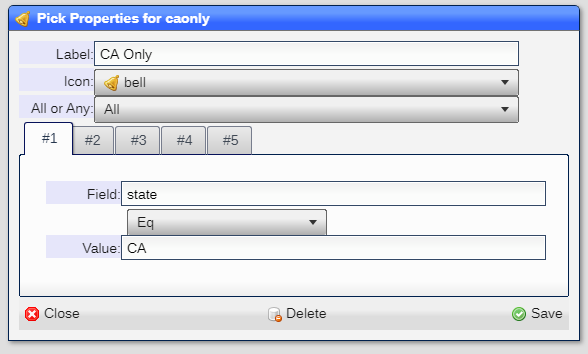 Pick Properties for caonly
Label: CA Only
Icon: bell
All or Any: All
#1 #2 #3 #4 #5
Field: state
Eq
Value: CA
Close Delete Save